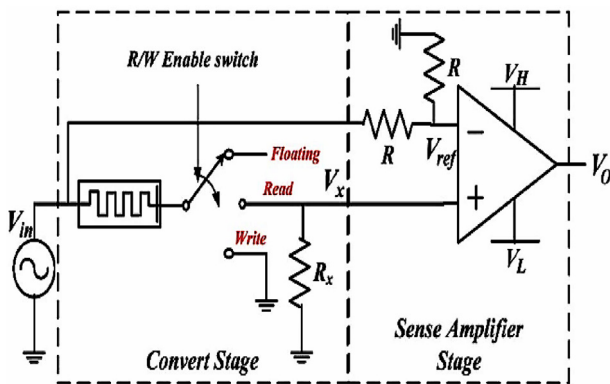 R/W Enable switch
R
V_H
Floating
R
V_ref
V_O
Read
V_x
V_in
Write
R_x
V_L
Convert Stage
Sense Amplifier
Stage